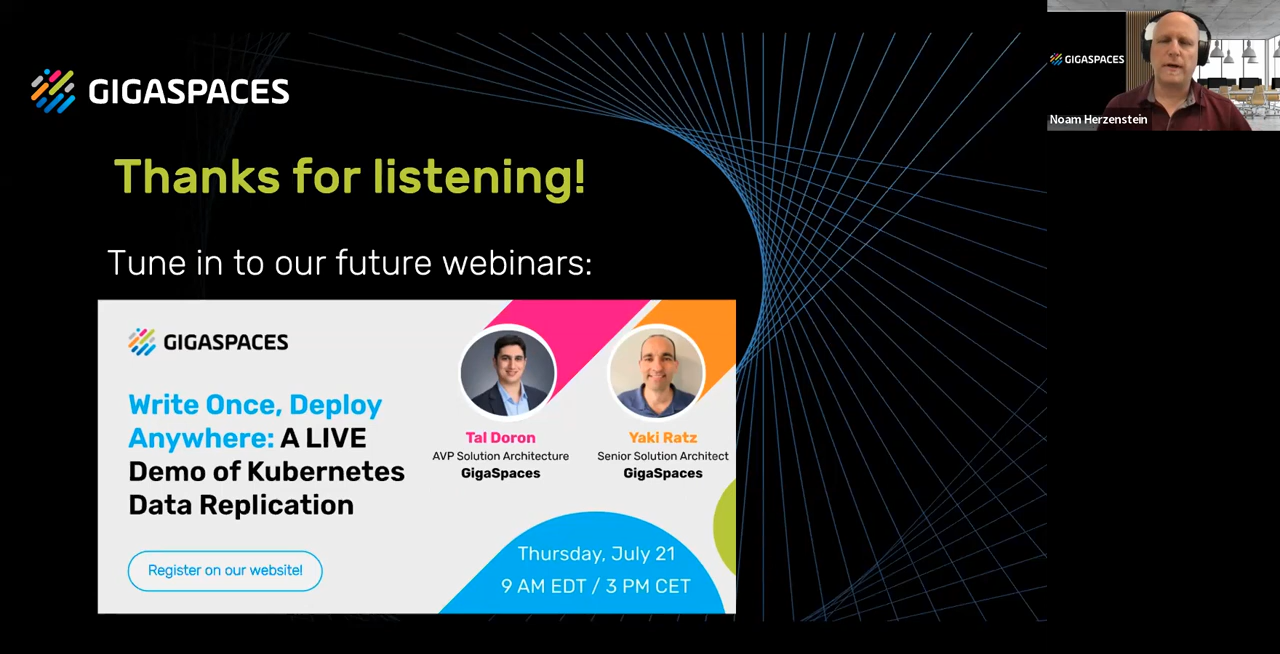 GIGASPACES
Thanks for listening!
Tune in to our future webinars:
GIGASPACES
Write Once, Deploy
Anywhere: A LIVE
Demo of Kubernetes
Data Replication
Register on our website!
Tal Doron
AVP Solution Architecture
GigaSpaces
Yaki Ratz
Senior Solution Architect
GigaSpaces
Thursday, July 21
9 AM EDT / 3 PM CET
GIGASPACES
Noam Herzenstein